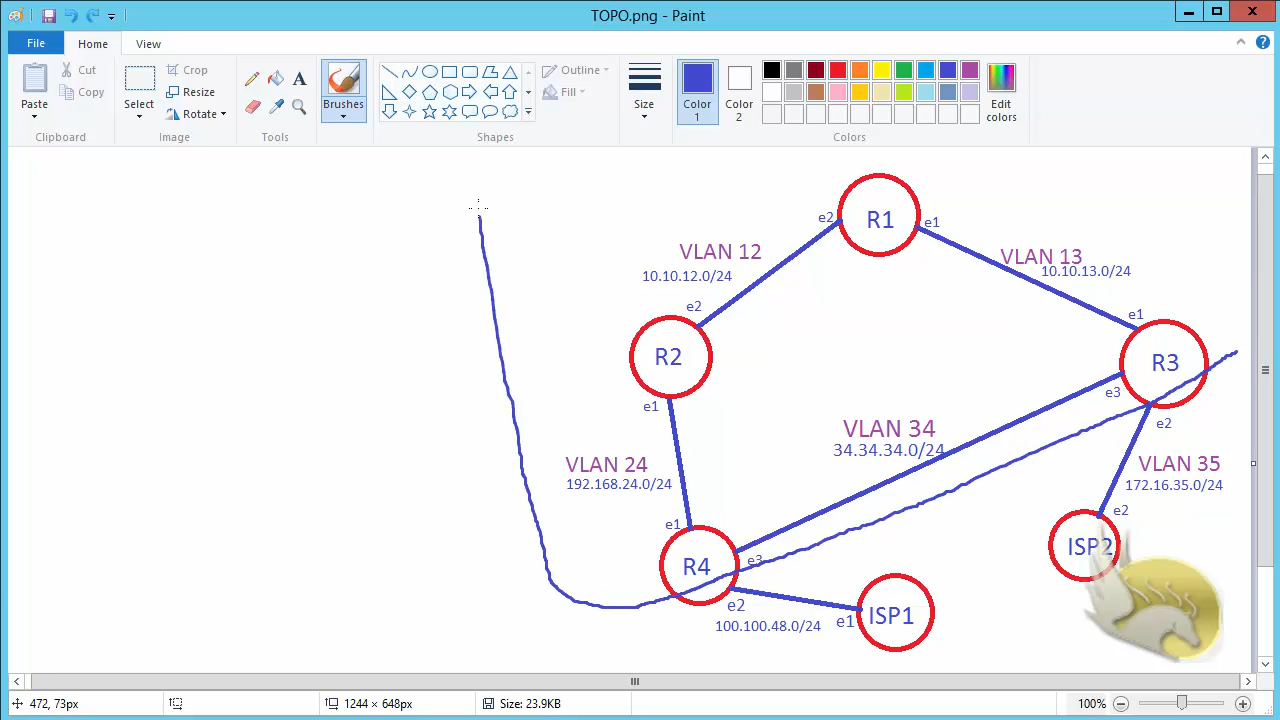 TOPO.png - Paint
File
Home
View
Paste
Cut
Copy
Clipboard
Select
Crop
Resize
Rotate
Image
A
Tools
Brushes
Outline
Fill
Shapes
Size
Color 1
Color 2
Edit colors
Colors
R1
e2
e1
VLAN 12
10.10.12.0/24
VLAN 13
10.10.13.0/24
e2
e1
R2
R3
e1
e3
e2
VLAN 34
34.34.34.0/24
VLAN 24
192.168.24.0/24
VLAN 35
172.16.35.0/24
e1
e2
R4
e3
ISP2
e2
100.100.48.0/24
e1
ISP1
472, 73px
1244 × 648px
Size: 23.9KB
100%